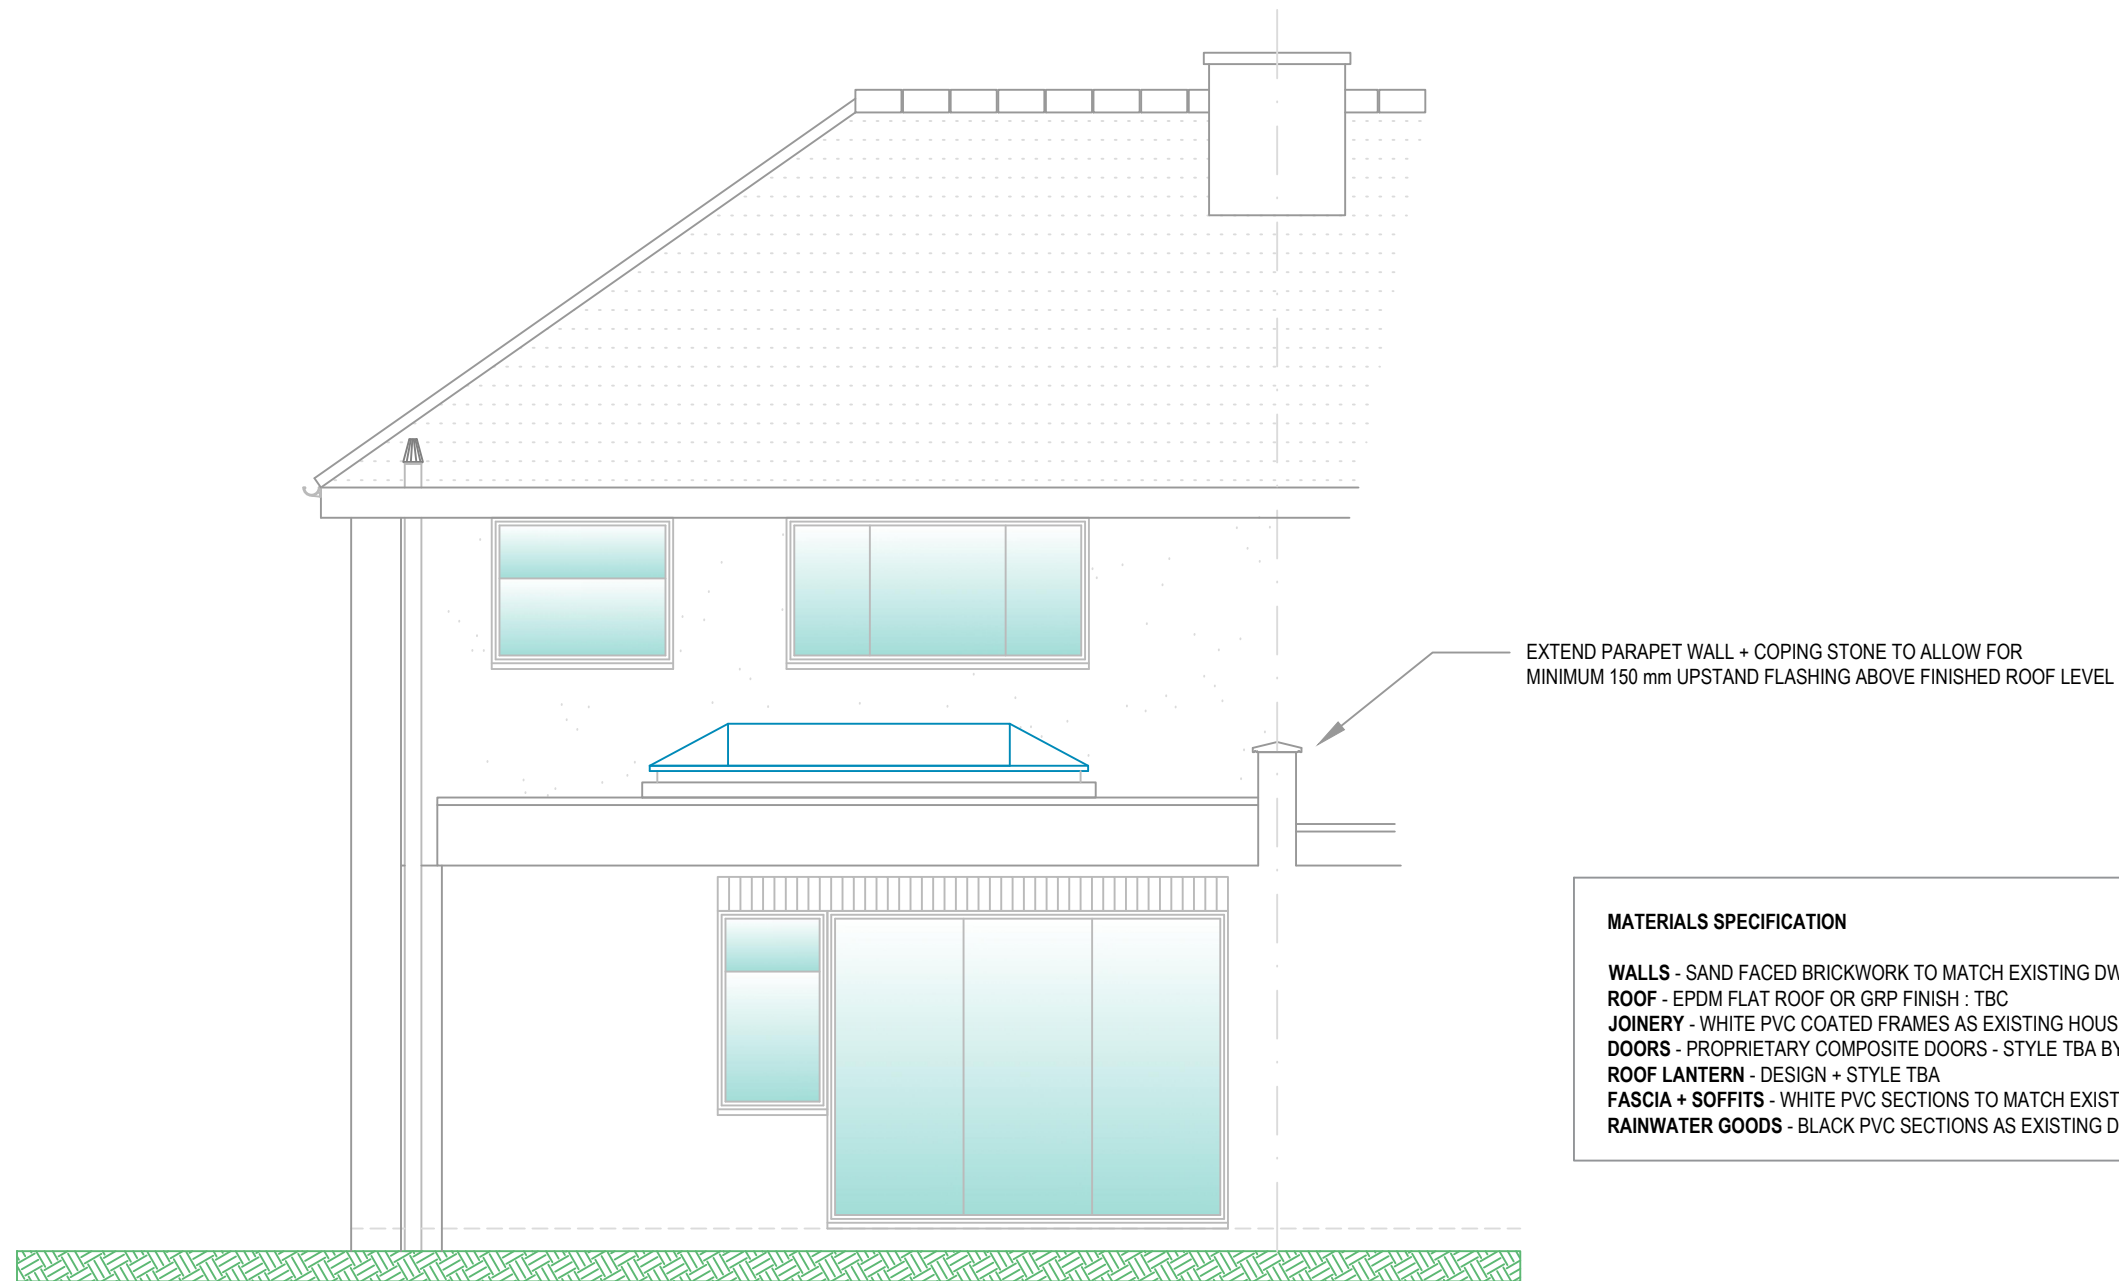 EXTEND PARAPET WALL + COPING STONE TO ALLOW FOR
MINIMUM 150 mm UPSTAND FLASHING ABOVE FINISHED ROOF LEVEL
MATERIALS SPECIFICATION
WALLS - SAND FACED BRICKWORK TO MATCH EXISTING
ROOF - EPDM FLAT ROOF OR GRP FINISH : TBC
JOINERY - WHITE PVC COATED FRAMES AS EXISTING
DOORS - PROPRIETARY COMPOSITE DOORS - STYLE TBA BY
ROOF LANTERN - DESIGN + STYLE TBA
FASCIA + SOFFITS - WHITE PVC SECTIONS TO MATCH
RAINWATER GOODS - BLACK PVC SECTIONS AS EXISTING